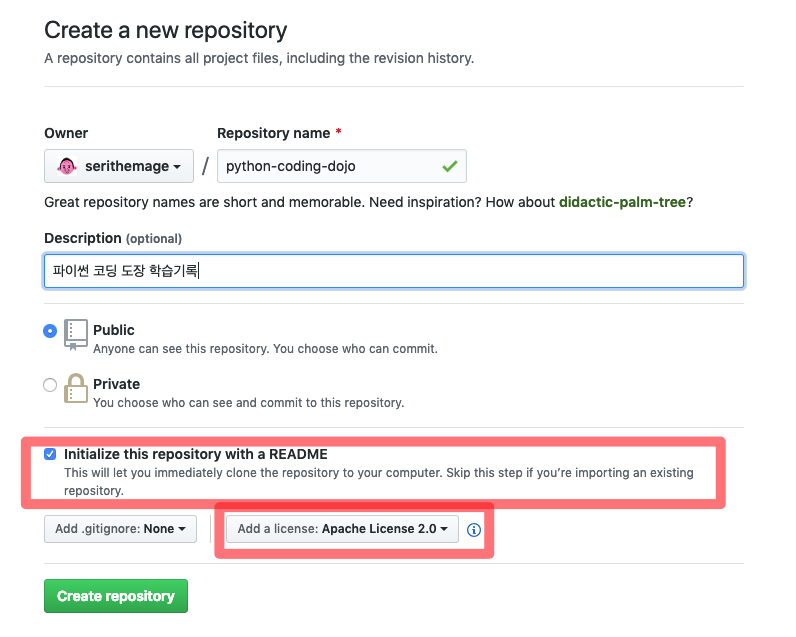 Create a new repository
A repository contains all project files, including the revision history.
Owner
Repository name *
serithemage
/
python-coding-dojo
Great repository names are short and memorable. Need inspiration? How about didactic-palm-tree?
Description (optional)
파이썬 코딩 도장 학습기록
Public
Anyone can see this repository. You choose who can commit.
Private
You choose who can see and commit to this repository.
Initialize this repository with a README
This will let you immediately clone the repository to your computer. Skip this step if you’re importing an existing
repository.
Add .gitignore: None
Add a license: Apache License 2.0
Create repository